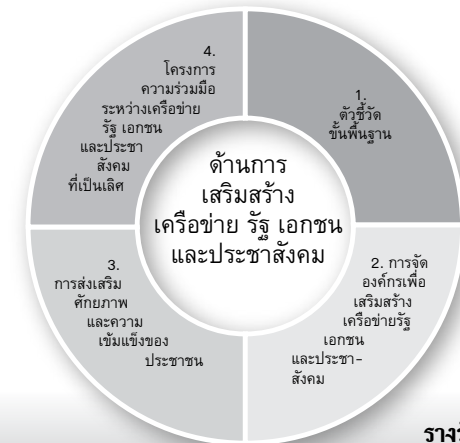 ด้านการ
เสริมสร้าง
เครือข่าย รัฐ เอกชน
และประชาสังคม
1.
ตัวชี้วัด
ขั้นพื้นฐาน
2. การจัด
องค์กรเพื่อ
เสริมสร้าง
เครือข่ายรัฐ
เอกชน
และประชา-
สังคม
3.
การส่งเสริม
ศักยภาพ
และความ
เข้มแข็งของ
ประชาชน
4.
โครงการ
ความร่วมมือ
ระหว่างเครือข่าย
รัฐ เอกชน
และประชา
สังคม
ที่เป็นเลิศ